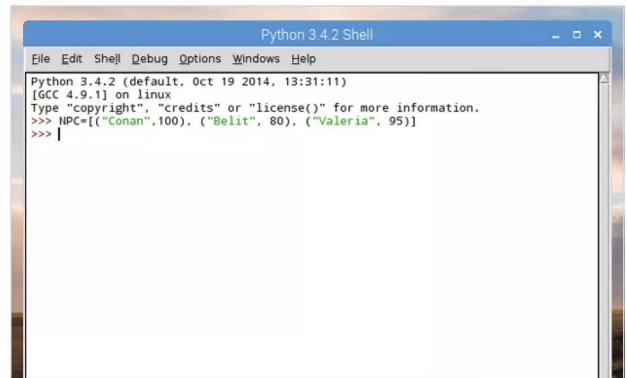 Python 3.4.2 Shell
File Edit Shell Debug Options Windows Help
Python 3.4.2 (default, Oct 19 2014, 13:31:11)
[GCC 4.9.1] on linux
Type "copyright", "credits" or "license()" for more information.
>>> NPC=[("Conan",100), ("Belit", 80), ("Valeria", 95)]
>>>